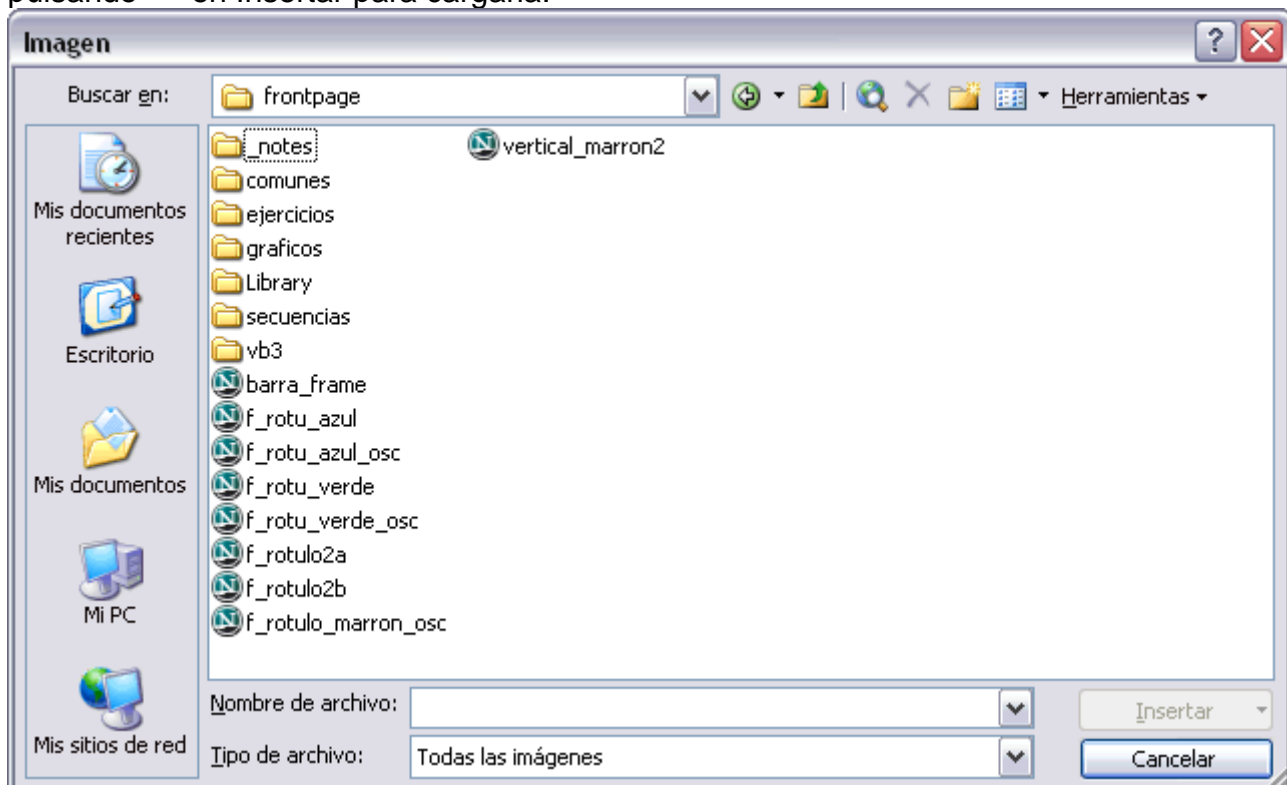 pulsando en Insertar para cargarla.
Imagen
Buscar en:
frontpage
Herramientas
Mis documentos
recientes
Escritorio
Mis documentos
Mi PC
Mis sitios de red
_notes
comunes
ejercicios
graficos
Library
secuencias
vb3
barra_frame
f_rotu_azul
f_rotu_azul_osc
f_rotu_verde
f_rotu_verde_osc
f_rotulo2a
f_rotulo2b
f_rotulo_marron_osc
vertical_marron2
Nombre de archivo:
Insertar
Tipo de archivo:
Todas las imágenes
Cancelar